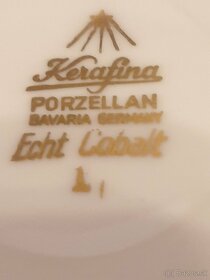 Kerafina
PORZELLAN
BAVARIA GERMANY
Echt Cobalt